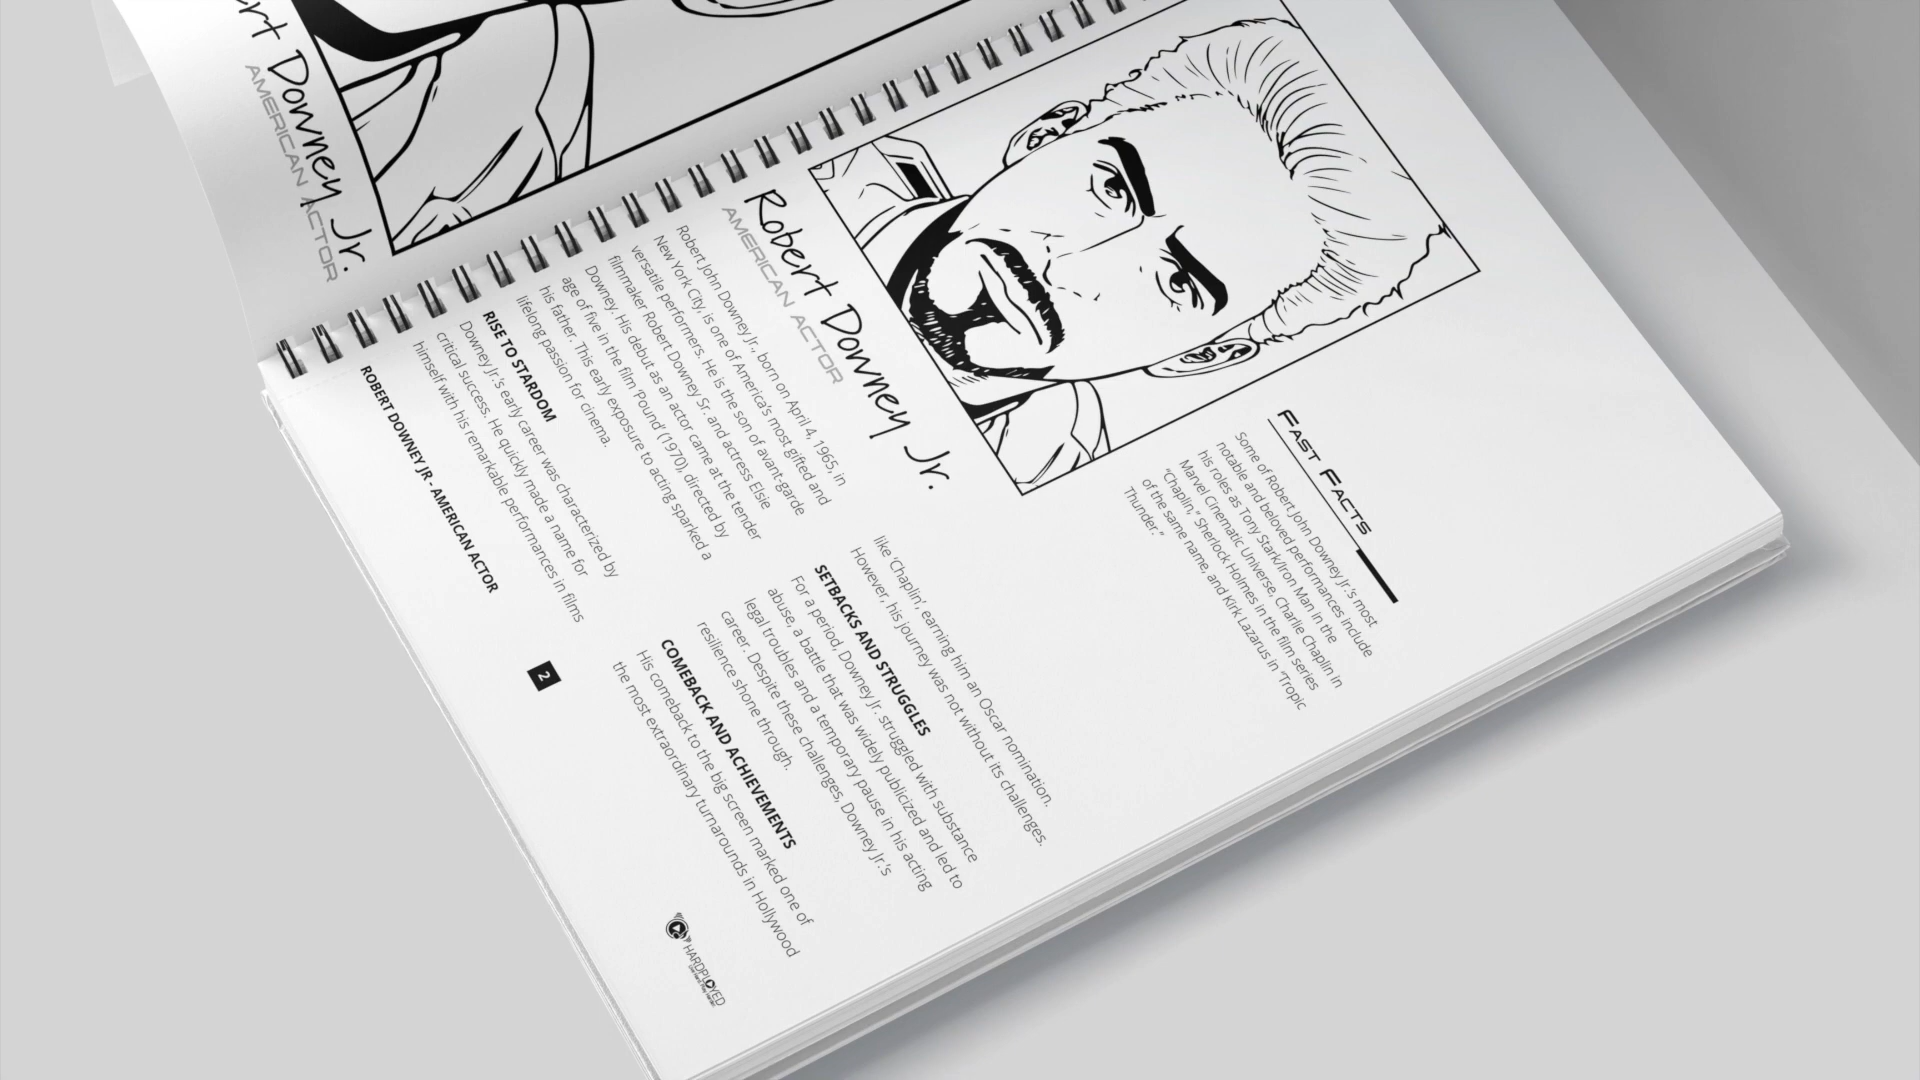 ert Downey Jr.
AMERICAN ACTOR
Robert Downey Jr.
AMERICAN ACTOR
Robert John Downey Jr., born on April 4, 1965, in
New York City, is one of America's most gifted and
versatile performers. He is the son of avant-garde
filmmaker Robert Downey Sr. and actress Elsie
Downey. His debut as an actor came at the tender
age of five in the film 'Pound' (1970), directed by
his father. This early exposure to acting sparked a
lifelong passion for cinema.
RISE TO STARDOM
Downey Jr.'s early career was characterized by
critical success. He quickly made a name for
himself with his remarkable performances in films
like 'Chaplin', earning him an Oscar nomination.
However, his journey was not without its challenges.
SETBACKS AND STRUGGLES
For a period, Downey Jr. struggled with substance
abuse, a battle that was widely publicized and led to
legal troubles and a temporary pause in his acting
career. Despite these challenges, Downey Jr.'s
resilience shone through.
COMEBACK AND ACHIEVEMENTS
His comeback to the big screen marked one of
the most extraordinary turnarounds in Hollywood
FAST FACTS
Some of Robert John Downey Jr.'s most
notable and beloved performances include
his roles as Tony Stark/Iron Man in the
Marvel Cinematic Universe, Charlie Chaplin in
"Chaplin," Sherlock Holmes in the film series
of the same name, and Kirk Lazarus in "Tropic
Thunder."
ROBERT DOWNEY JR - AMERICAN ACTOR
2
HARDPLOYED